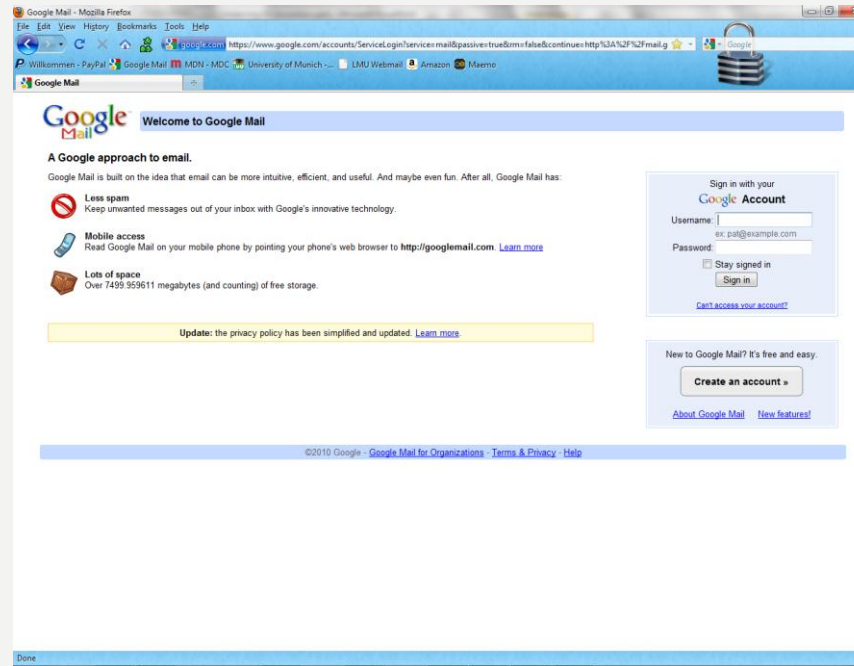 Google Mail - Mozilla Firefox
File Edit View History Bookmarks Tools Help
google.com https://www.google.com/accounts/ServiceLogin?service=mail&passive=true&rm=false&continue=http%3A%2F%2Fmail.g Google
Willkommen - PayPal Google Mail MDN - MDC University of Munich -... LMU Webmail Amazon Maemo
Google Mail
Google Mail
Welcome to Google Mail
A Google approach to email.
Google Mail is built on the idea that email can be more intuitive, efficient, and useful. And maybe even fun. After all, Google Mail has:
Less spam
Keep unwanted messages out of your inbox with Google's innovative technology.
Mobile access
Read Google Mail on your mobile phone by pointing your phone's web browser to http://googlemail.com. Learn more
Lots of space
Over 7499.959611 megabytes (and counting) of free storage.
Update: the privacy policy has been simplified and updated. Learn more.
Sign in with your
Google Account
Username:
ex: pat@example.com
Password:
Stay signed in
Sign in
Can't access your account?
New to Google Mail? It's free and easy.
Create an account »
About Google Mail New features!
©2010 Google - Google Mail for Organizations - Terms & Privacy - Help
Done